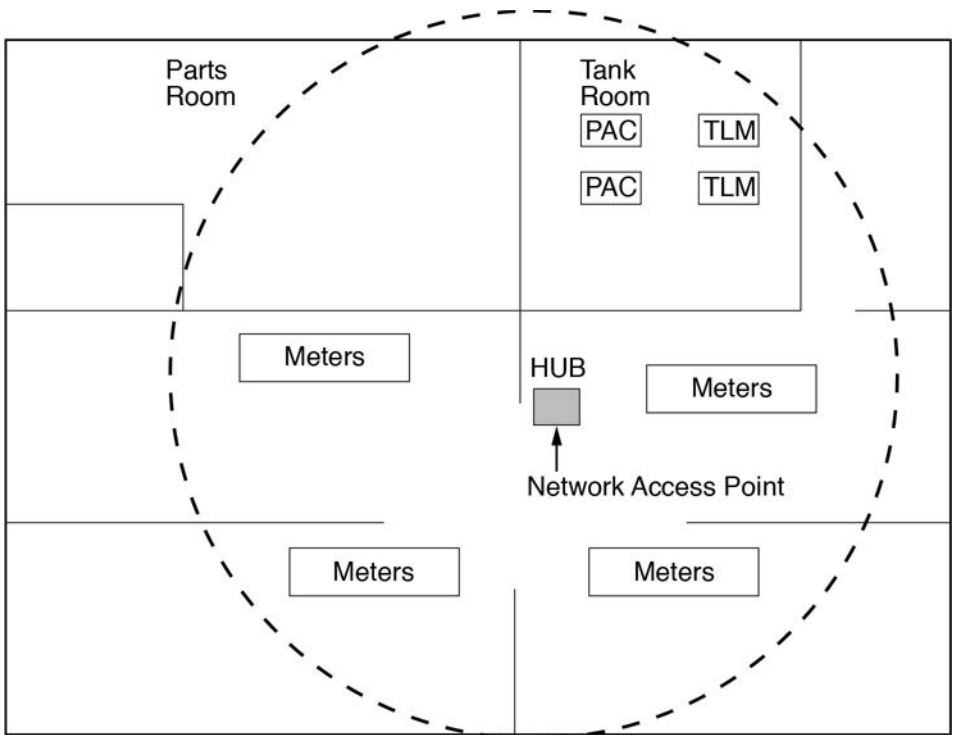 Parts
Room
Tank
Room
PAC TLM
PAC TLM
Meters
HUB
Meters
Network Access Point
Meters Meters